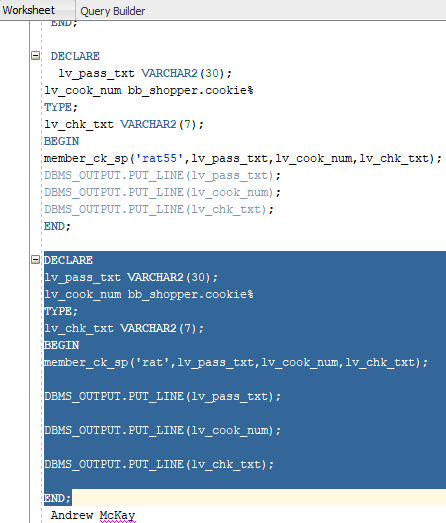 Worksheet Query Builder
END;
DECLARE
lv_pass_txt VARCHAR2(30);
lv_cook_num bb_shopper.cookie%
TYPE;
lv_chk_txt VARCHAR2(7);
BEGIN
member_ck_sp('rat55',lv_pass_txt,lv_cook_num,lv_chk_txt);
DBMS_OUTPUT.PUT_LINE(lv_pass_txt);
DBMS_OUTPUT.PUT_LINE(lv_cook_num);
DBMS_OUTPUT.PUT_LINE(lv_chk_txt);
END;
DECLARE
lv_pass_txt VARCHAR2(30);
lv_cook_num bb_shopper.cookie%
TYPE;
lv_chk_txt VARCHAR2(7);
BEGIN
member_ck_sp('rat',lv_pass_txt,lv_cook_num,lv_chk_txt);
DBMS_OUTPUT.PUT_LINE(lv_pass_txt);
DBMS_OUTPUT.PUT_LINE(lv_cook_num);
DBMS_OUTPUT.PUT_LINE(lv_chk_txt);
END;
Andrew McKay